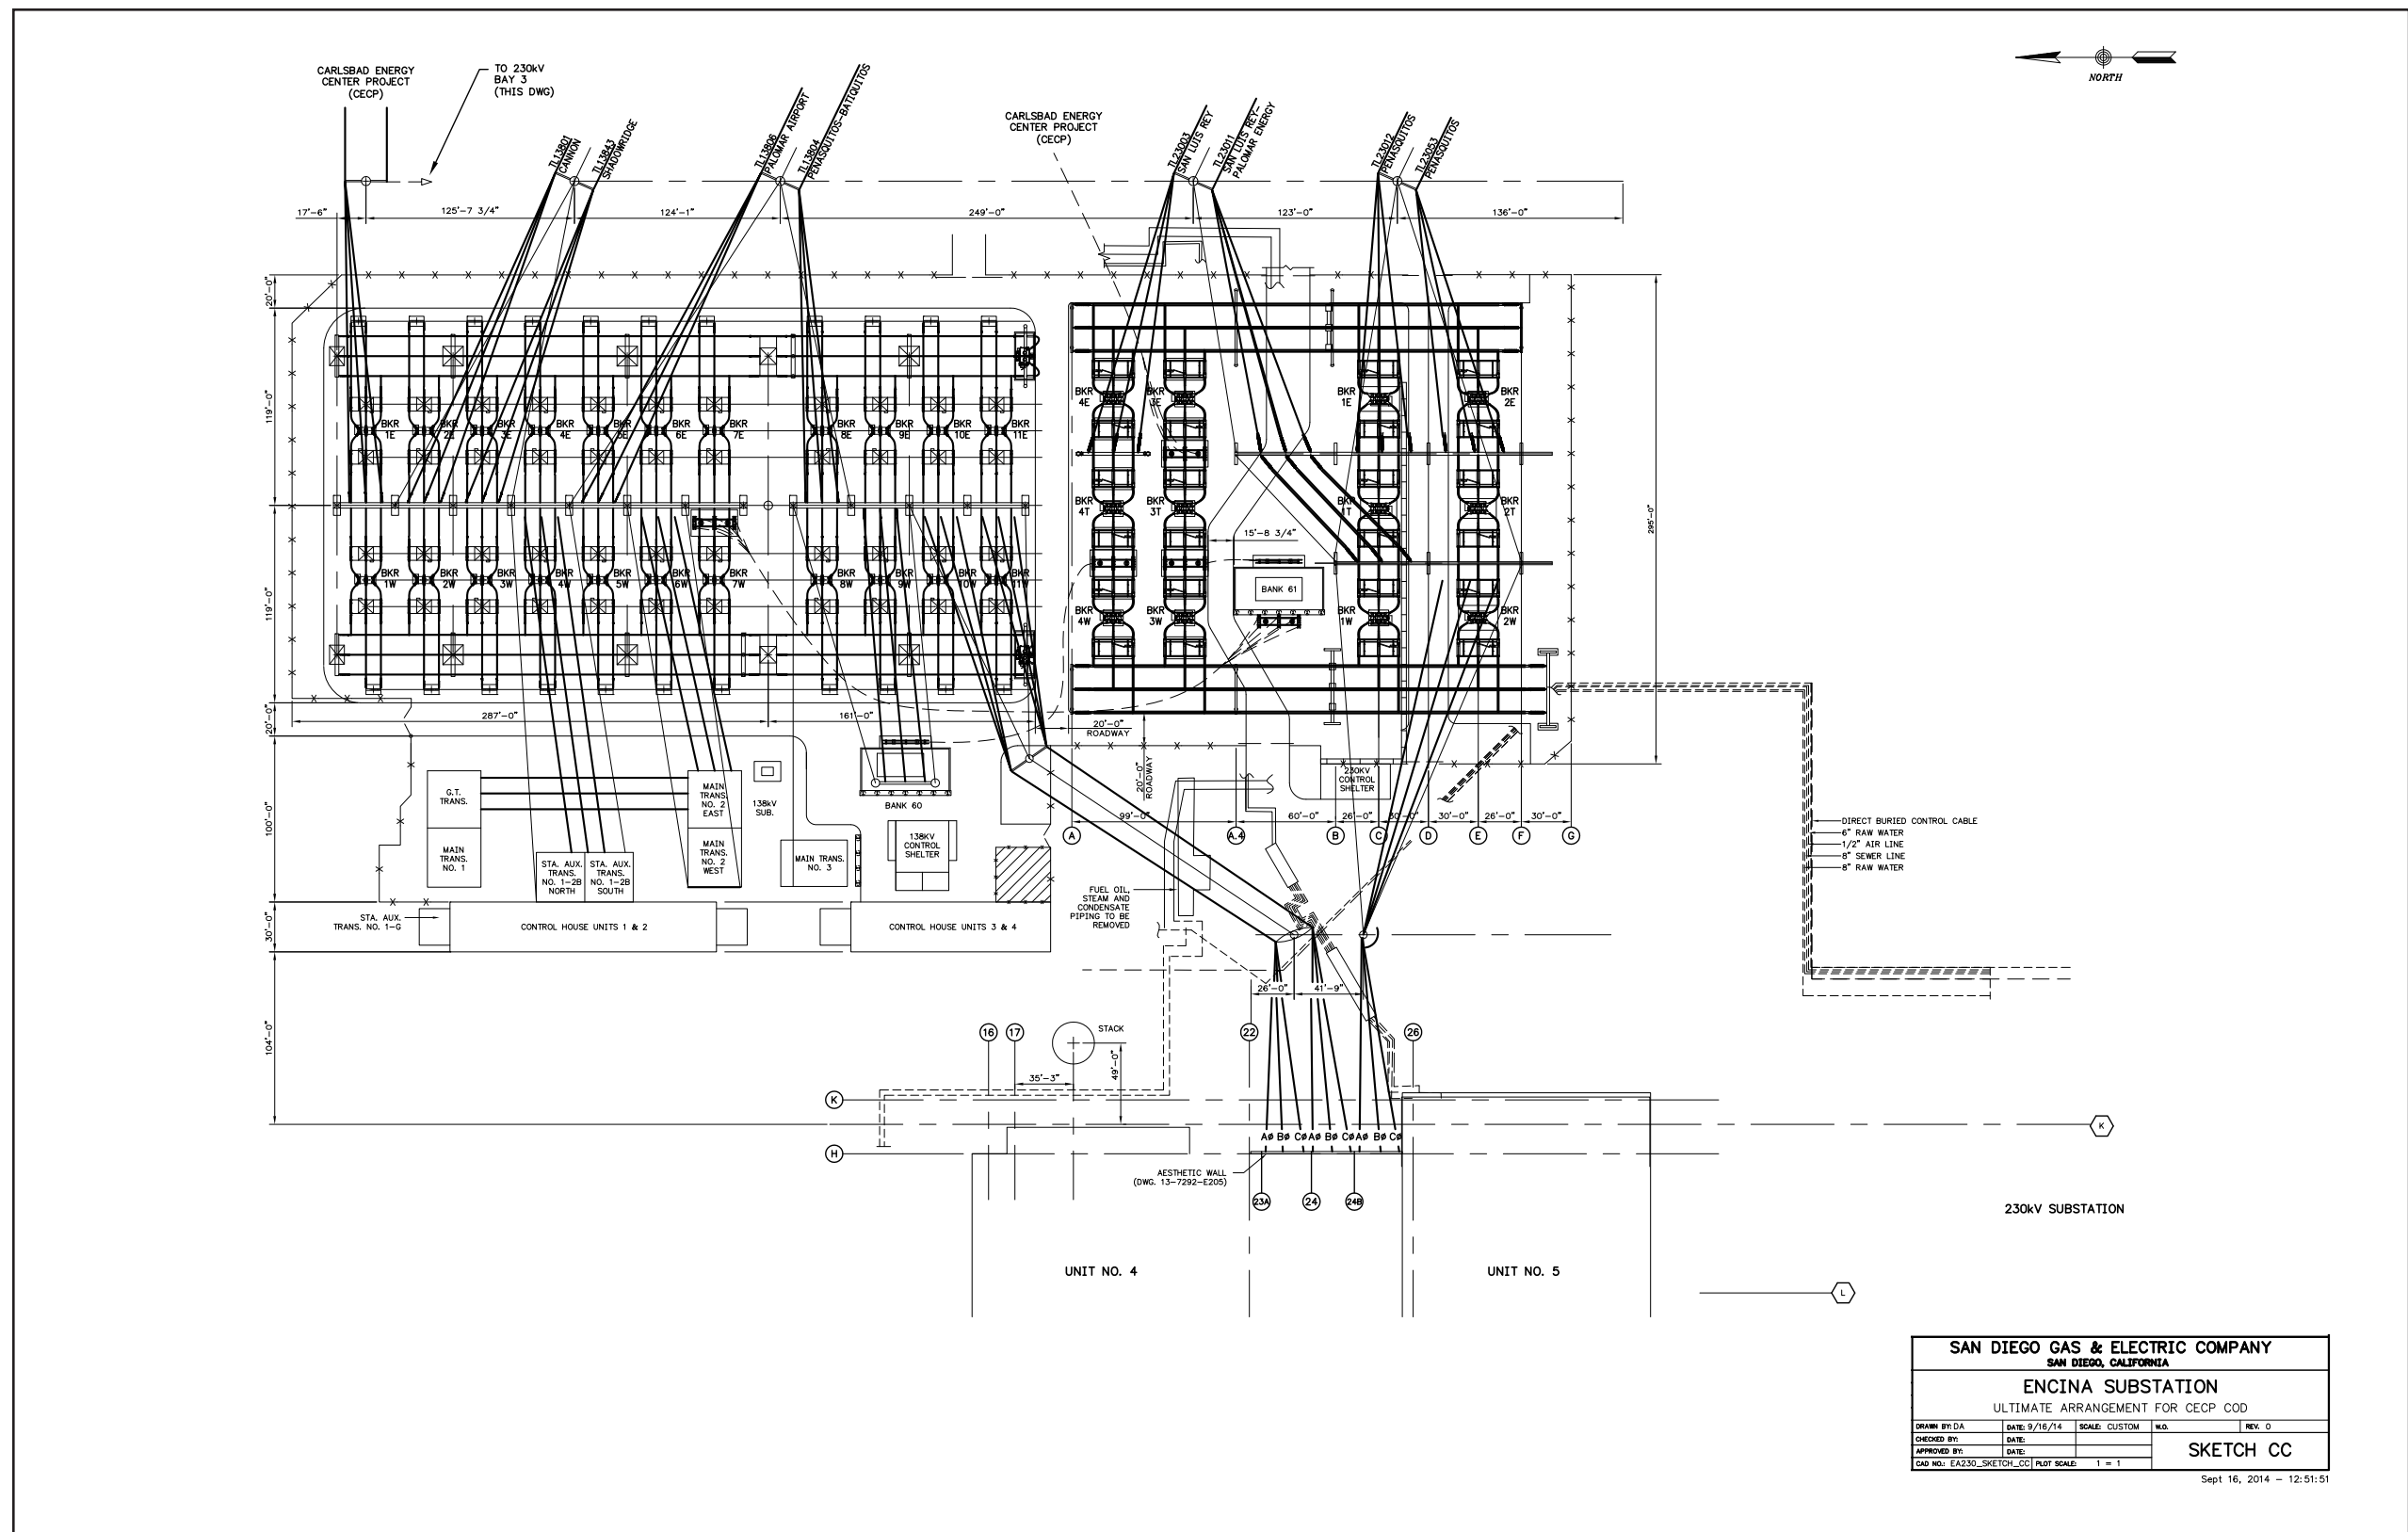 CARLSBAD ENERGY
CENTER PROJECT
(CECP)
TO 230kV
BAY 3
(THIS DWG)
TL13801
CANNON
TL13843
SHADOWRIDGE
TL13806
PALOMAR AIRPORT
TL13804
PENASQUITOS-BATIQUITOS
CARLSBAD ENERGY
CENTER PROJECT
(CECP)
TL23003
SAN LUIS REY
TL23011
SAN LUIS REY-
PALOMAR ENERGY
TL23012
PENASQUITOS
TL23053
PENASQUITOS
NORTH
17'-6"
125'-7 3/4"
124'-1"
249'-0"
123'-0"
136'-0"
20'-0"
119'-0"
119'-0"
20'-0"
100'-0"
30'-0"
104'-0"
BKR
1E
BKR
2E
BKR
3E
BKR
4E
BKR
5E
BKR
6E
BKR
7E
BKR
8E
BKR
9E
BKR
10E
BKR
11E
BKR
4E
BKR
3E
BKR
1E
BKR
2E
BKR
4T
BKR
3T
BKR
1T
BKR
2T
295'-0"
15'-8 3/4"
BANK 61
BKR
1W
BKR
2W
BKR
3W
BKR
4W
BKR
5W
BKR
6W
BKR
7W
BKR
8W
BKR
9W
BKR
10W
BKR
11W
BKR
4W
BKR
3W
BKR
1W
BKR
2W
287'-0"
161'-0"
20'-0"
ROADWAY
20'-0"
ROADWAY
G.T.
TRANS.
MAIN
TRANS.
NO. 1
MAIN
TRANS.
NO. 2
EAST
MAIN
TRANS.
NO. 2
WEST
138kV
SUB.
BANK 60
138KV
CONTROL
SHELTER
MAIN TRANS.
NO. 3
STA. AUX.
TRANS.
NO. 1-2B
NORTH
STA. AUX.
TRANS.
NO. 1-2B
SOUTH
STA. AUX.
TRANS. NO. 1-G
CONTROL HOUSE UNITS 1 & 2
CONTROL HOUSE UNITS 3 & 4
230KV
CONTROL
SHELTER
99'-0"
60'-0"
26'-0"
30'-0"
30'-0"
26'-0"
30'-0"
A
A.4
B
C
D
E
F
G
DIRECT BURIED CONTROL CABLE
6" RAW WATER
1/2" AIR LINE
8" SEWER LINE
8" RAW WATER
FUEL OIL,
STEAM AND
CONDENSATE
PIPING TO BE
REMOVED
26'-0"
41'-9"
16
17
STACK
22
26
35'-3"
49'-0"
K
H
K
AØ BØ CØ AØ BØ CØ AØ BØ CØ
AESTHETIC WALL
(DWG. 13-7292-E205)
23A
24
24B
230kV SUBSTATION
UNIT NO. 4
UNIT NO. 5
L
SAN DIEGO GAS & ELECTRIC COMPANY
SAN DIEGO, CALIFORNIA
ENCINA SUBSTATION
ULTIMATE ARRANGEMENT FOR CECP COD
DRAWN BY: DA DATE: 9/16/14 SCALE: CUSTOM W.O. REV. 0
CHECKED BY: DATE:
APPROVED BY: DATE:
SKETCH CC
CAD NO.: EA230_SKETCH_CC PLOT SCALE: 1 = 1
Sept 16, 2014 - 12:51:51